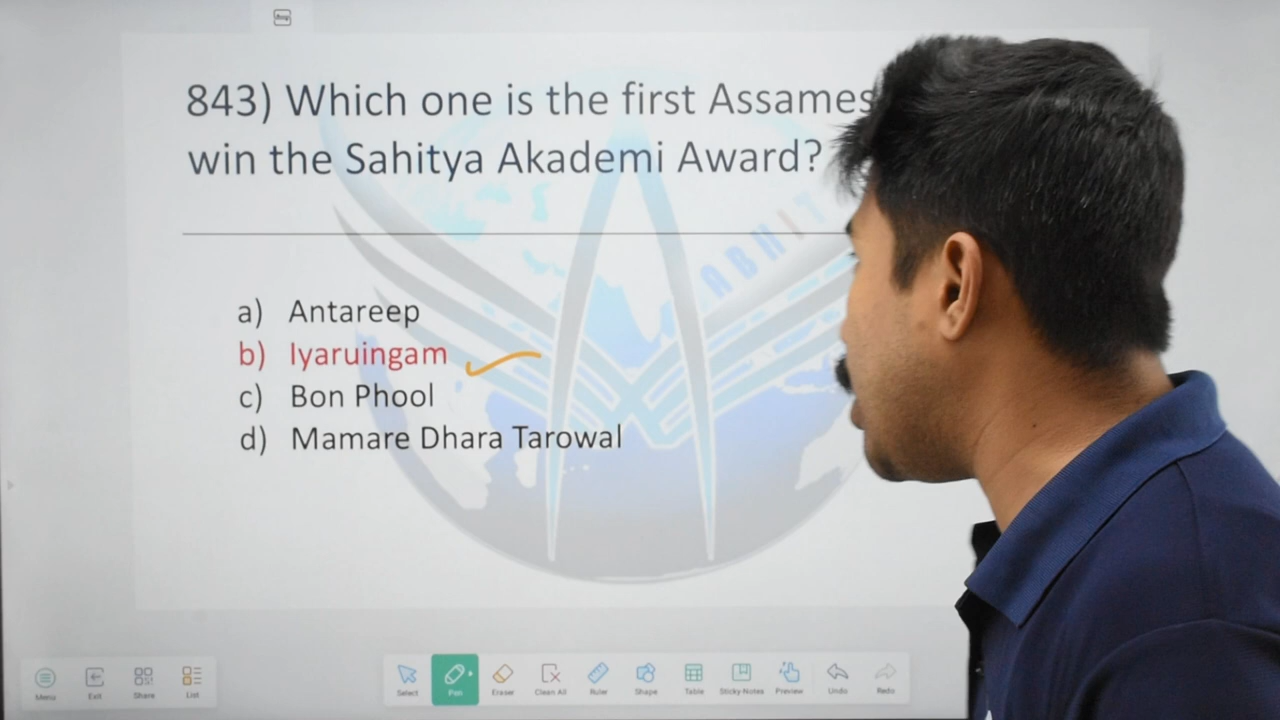 843) Which one is the first Assames
win the Sahitya Akademi Award?
ABHIT
a) Antareep
b) Iyaruingam
c) Bon Phool
d) Mamare Dhara Tarowal
Menu Exit Share List Select Pen Eraser Clean All Ruler Shape Table Sticky-Notes Preview Undo Redo